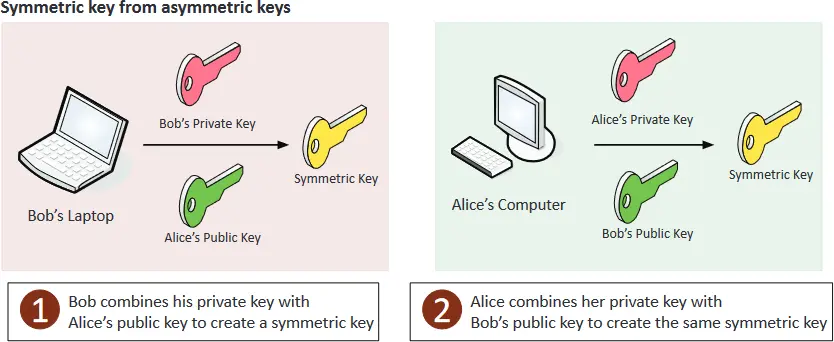 Symmetric key from asymmetric keys
Bob's Private Key
Symmetric Key
Bob's Laptop
Alice's Public Key
Alice's Private Key
Symmetric Key
Alice's Computer
Bob's Public Key
1
Bob combines his private key with
Alice's public key to create a symmetric key
2
Alice combines her private key with
Bob's public key to create the same symmetric key